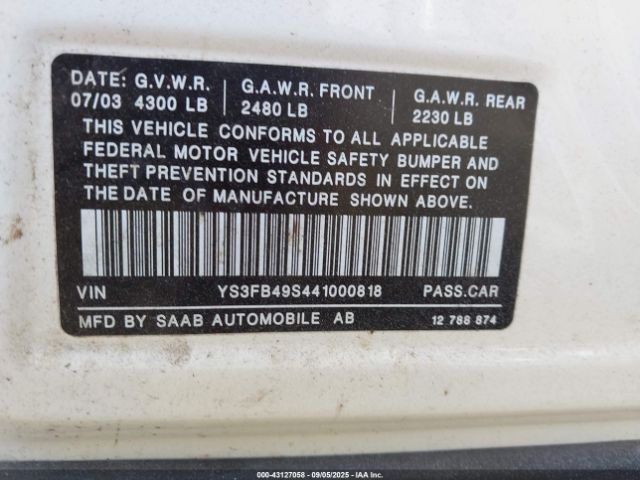 DATE: G.V.W.R. G.A.W.R. FRONT G.A.W.R. REAR
07/03 4300 LB 2480 LB 2230 LB
THIS VEHICLE CONFORMS TO ALL APPLICABLE
FEDERAL MOTOR VEHICLE SAFETY BUMPER AND
THEFT PREVENTION STANDARDS IN EFFECT ON
THE DATE OF MANUFACTURE SHOWN ABOVE.
VIN YS3FB49S441000818 PASS.CAR
MFD BY SAAB AUTOMOBILE AB 12 788 874
000-43127058 - 09/05/2025 - IAA Inc.